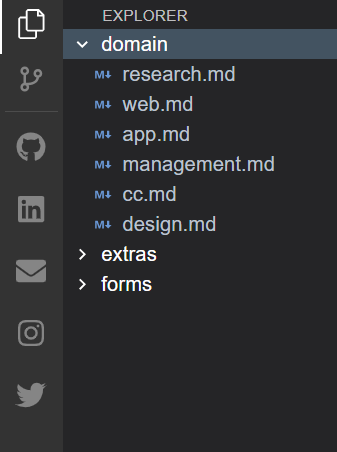 EXPLORER
domain
M↓ research.md
M↓ web.md
M↓ app.md
M↓ management.md
M↓ cc.md
M↓ design.md
extras
forms